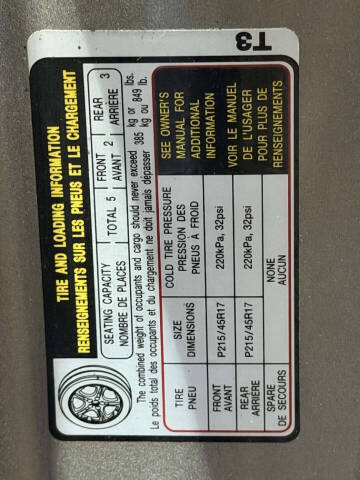 TIRE AND LOADING INFORMATION
RENSEIGNEMENTS SUR LES PNEUS ET LE CHARGEMENT
SEATING CAPACITY
NOMBRE DE PLACES
TOTAL 5
FRONT 2
AVANT
REAR 3
ARRIÈRE
The combined weight of occupants and cargo should never exceed 385 kg or 849 lbs.
Le poids total des occupants et du chargement ne doit jamais dépasser 385 kg ou 849 lb.
TIRE
PNEU
SIZE
DIMENSIONS
COLD TIRE PRESSURE
PRESSION DES
PNEUS À FROID
FRONT
AVANT
P215/45R17
220kPa, 32psi
REAR
ARRIÈRE
P215/45R17
220kPa, 32psi
SPARE
DE SECOURS
NONE
AUCUN
SEE OWNER'S
MANUAL FOR
ADDITIONAL
INFORMATION
VOIR LE MANUEL
DE L'USAGER
POUR PLUS DE
RENSEIGNEMENTS
T3